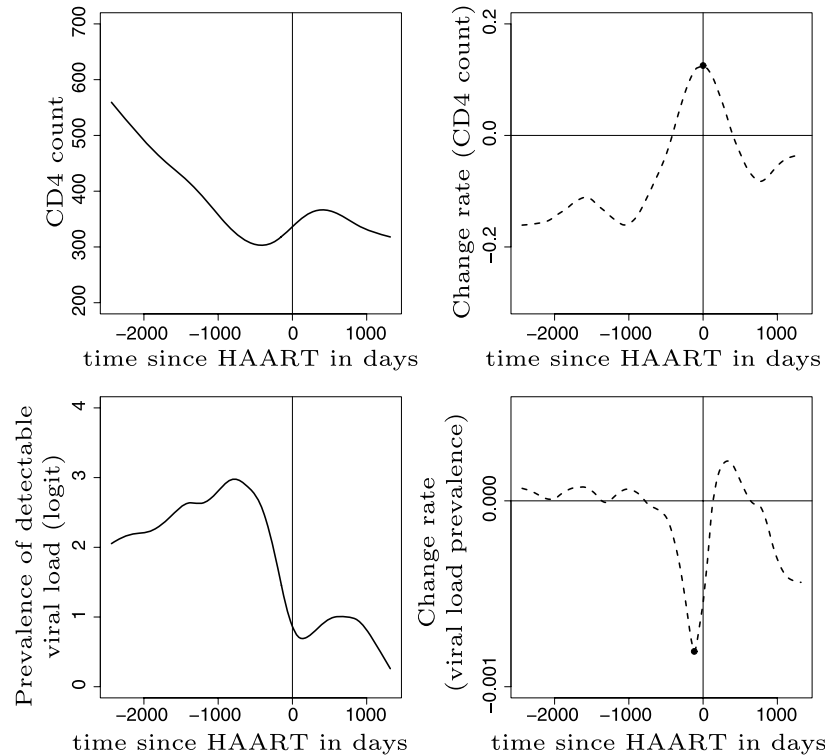 CD4 count
700
600
500
400
300
200
−2000 −1000 0 1000
time since HAART in days
Change rate (CD4 count)
0.2
0.0
−0.2
−2000 −1000 0 1000
time since HAART in days
Prevalence of detectable
viral load (logit)
4
3
2
1
0
−2000 −1000 0 1000
time since HAART in days
Change rate
(viral load prevalence)
0.000
−0.001
−2000 −1000 0 1000
time since HAART in days